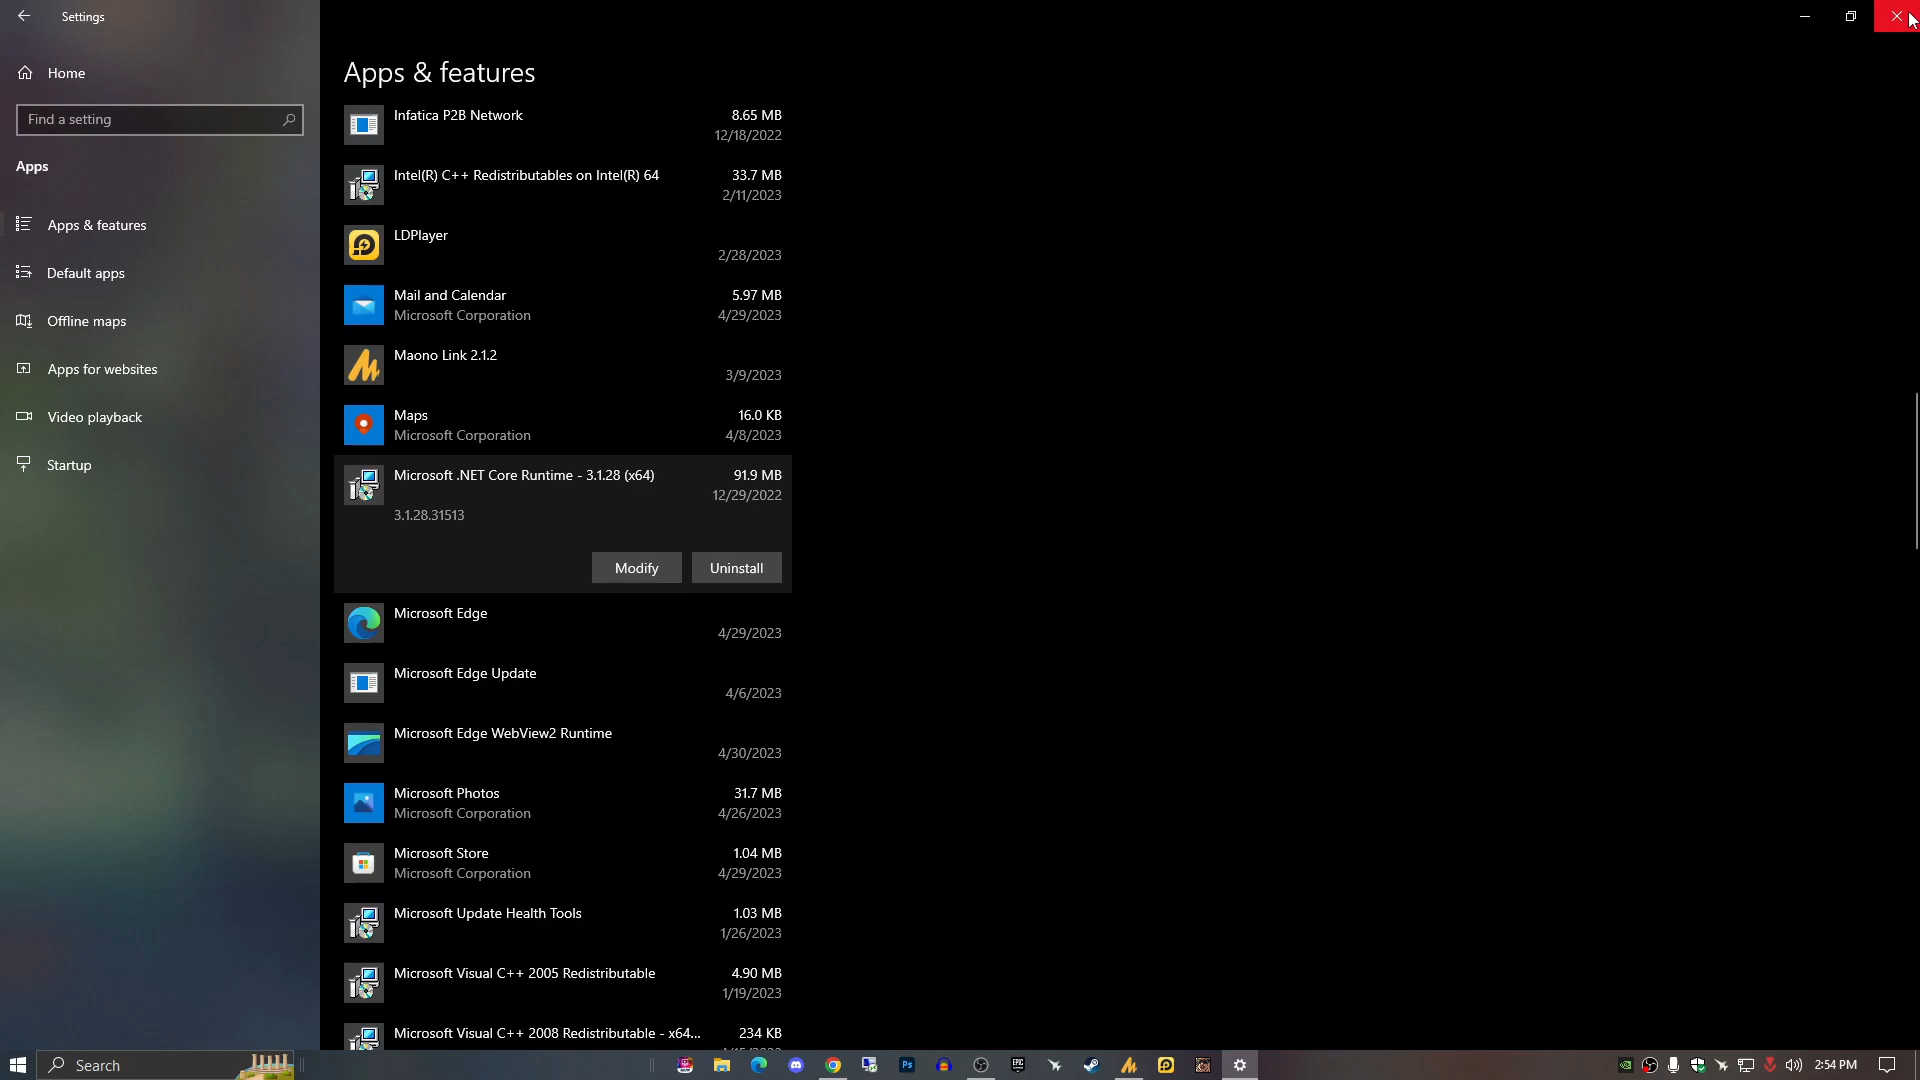 Settings
Home
Find a setting
Apps
Apps & features
Default apps
Offline maps
Apps for websites
Video playback
Startup
Apps & features
Infatica P2B Network 8.65 MB
12/18/2022
Intel(R) C++ Redistributables on Intel(R) 64 33.7 MB
2/11/2023
LDPlayer
2/28/2023
Mail and Calendar 5.97 MB
Microsoft Corporation 4/29/2023
Maono Link 2.1.2
3/9/2023
Maps 16.0 KB
Microsoft Corporation 4/8/2023
Microsoft .NET Core Runtime - 3.1.28 (x64) 91.9 MB
12/29/2022
3.1.28.31513
Modify Uninstall
Microsoft Edge
4/29/2023
Microsoft Edge Update
4/6/2023
Microsoft Edge WebView2 Runtime
4/30/2023
Microsoft Photos 31.7 MB
Microsoft Corporation 4/26/2023
Microsoft Store 1.04 MB
Microsoft Corporation 4/29/2023
Microsoft Update Health Tools 1.03 MB
1/26/2023
Microsoft Visual C++ 2005 Redistributable 4.90 MB
1/19/2023
Microsoft Visual C++ 2008 Redistributable - x64... 234 KB
Search
Ps
EPIC
2:54 PM